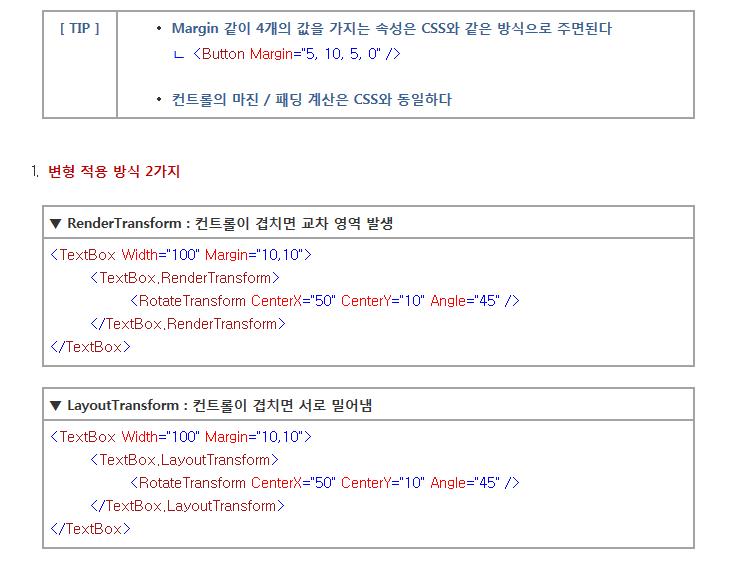 [ TIP ]
• Margin 같이 4개의 값을 가지는 속성은 CSS와 같은 방식으로 주면된다
ㄴ <Button Margin="5, 10, 5, 0" />
• 컨트롤의 마진 / 패딩 계산은 CSS와 동일하다
1. 변형 적용 방식 2가지
▼ RenderTransform : 컨트롤이 겹치면 교차 영역 발생
<TextBox Width="100" Margin="10,10">
<TextBox.RenderTransform>
<RotateTransform CenterX="50" CenterY="10" Angle="45" />
</TextBox.RenderTransform>
</TextBox>
▼ LayoutTransform : 컨트롤이 겹치면 서로 밀어냄
<TextBox Width="100" Margin="10,10">
<TextBox.LayoutTransform>
<RotateTransform CenterX="50" CenterY="10" Angle="45" />
</TextBox.LayoutTransform>
</TextBox>